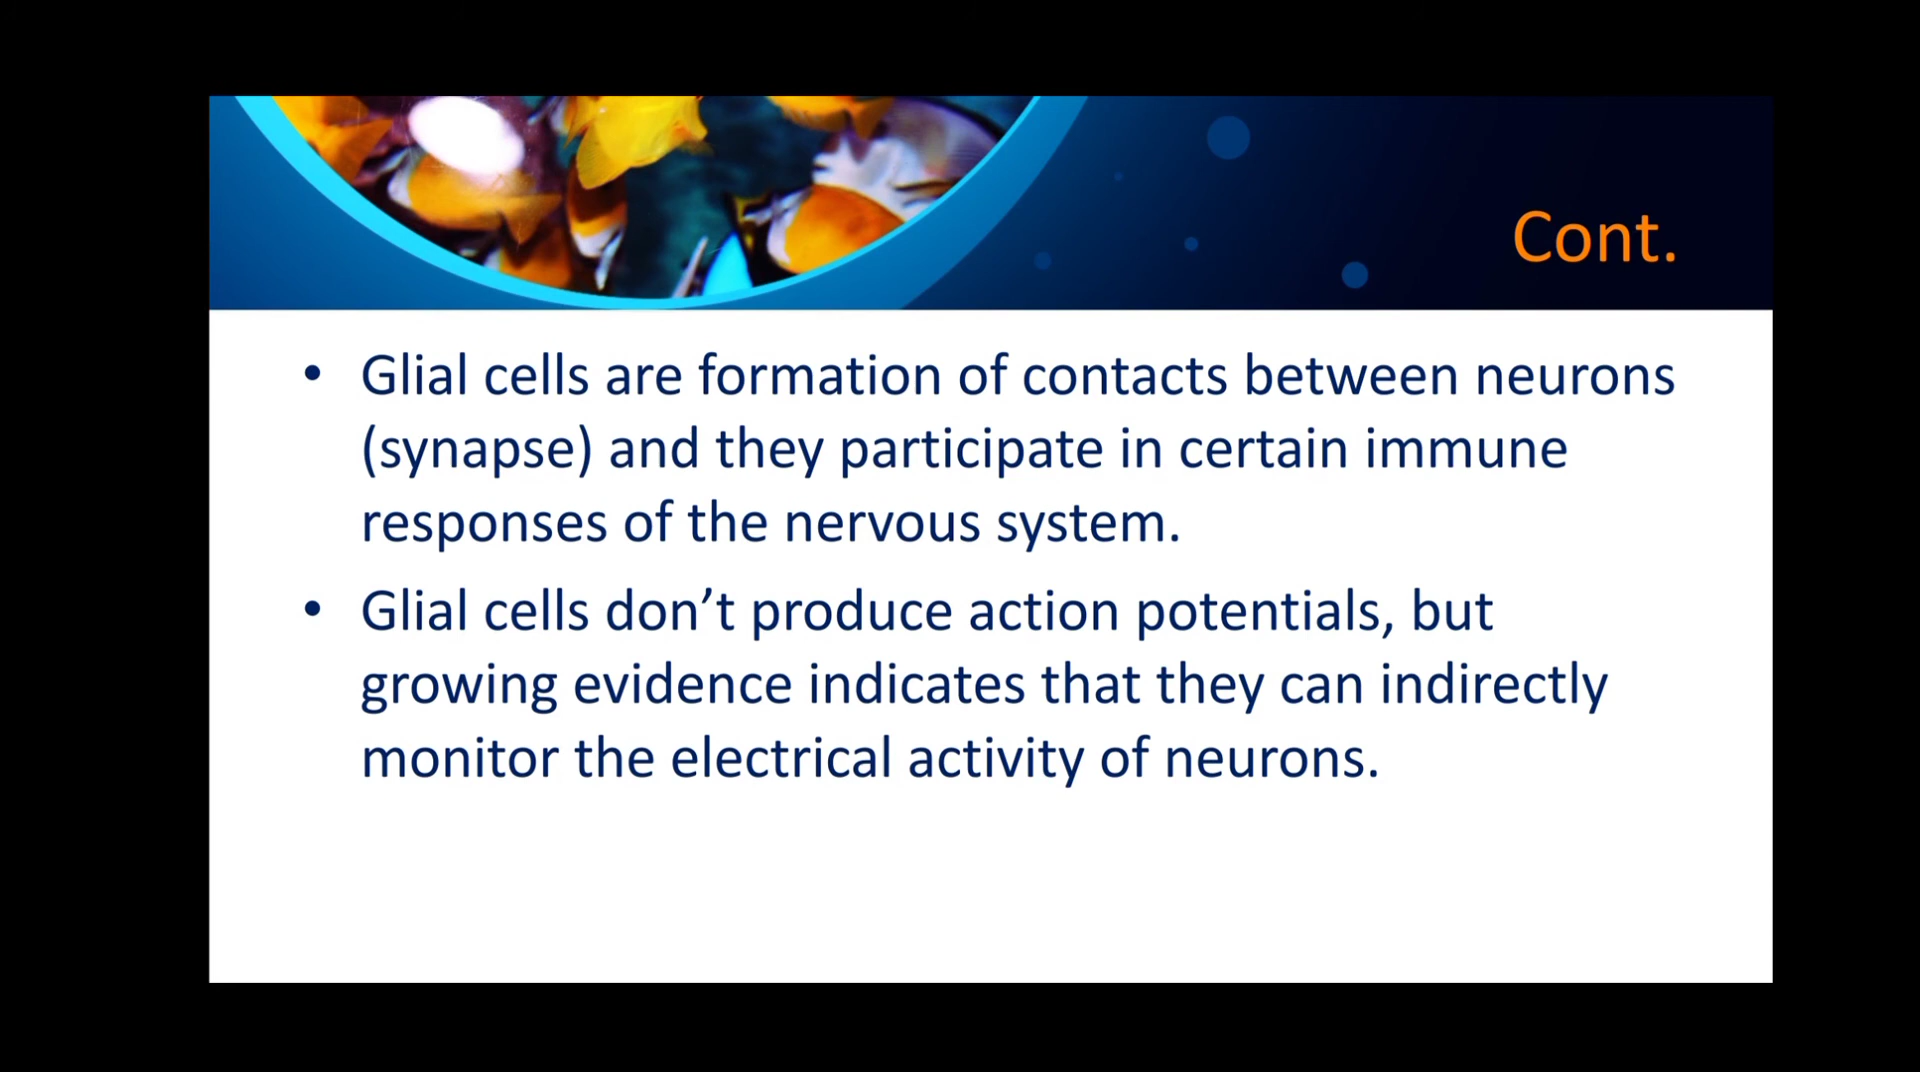 Cont.
• Glial cells are formation of contacts between neurons
(synapse) and they participate in certain immune
responses of the nervous system.
• Glial cells don’t produce action potentials, but
growing evidence indicates that they can indirectly
monitor the electrical activity of neurons.